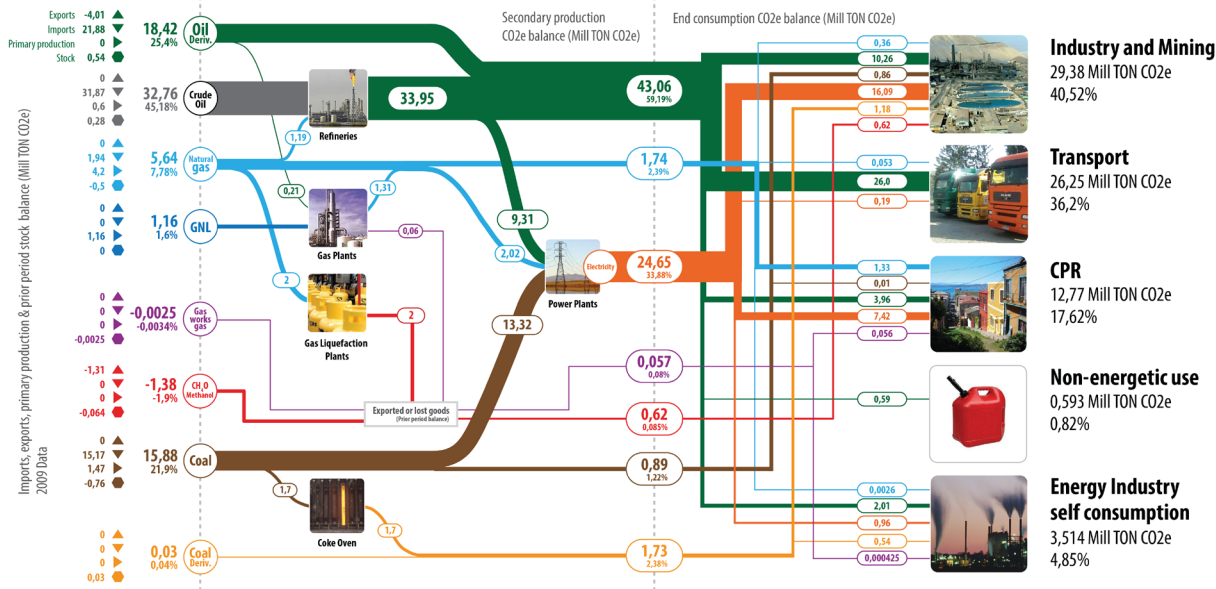 Imports, exports, primary production & prior period stock balance (Mill TON CO2e)
2009 Data
Secondary production
CO2e balance (Mill TON CO2e)
End consumption CO2e balance (Mill TON CO2e)
Exports -4,01
Imports 21,88
Primary production 0
Stock 0,54
18,42
25,4%
Oil
Deriv.
0
31,87
0,6
0,28
32,76
45,18%
Crude
Oil
0
1,94
4,2
-0,5
5,64
7,78%
Natural
gas
0
0
1,16
0
1,16
1,6%
GNL
0
0
0
-0,0025
-0,0025
-0,0034%
Gas
works
gas
-1,31
0
0
-0,064
-1,38
-1,9%
CH3O
Methanol
0
15,17
1,47
-0,76
15,88
21,9%
Coal
0
0
0
0,03
0,03
0,04%
Coal
Deriv.
Refineries
1,19
0,21
1,31
Gas Plants
0,06
2
Gas Liquefaction
Plants
2
Exported or lost goods
(Prior period balance)
1,7
Coke Oven
1,7
33,95
9,31
2,02
13,32
Power Plants
Electricity
43,06
59,19%
1,74
2,39%
24,65
33,88%
0,057
0,08%
0,62
0,085%
0,89
1,22%
1,73
2,38%
0,36
10,26
0,86
16,09
1,18
0,62
Industry and Mining
29,38 Mill TON CO2e
40,52%
0,053
26,0
0,19
Transport
26,25 Mill TON CO2e
36,2%
1,33
0,01
3,96
7,42
0,056
CPR
12,77 Mill TON CO2e
17,62%
0,59
Non-energetic use
0,593 Mill TON CO2e
0,82%
0,0026
2,01
0,96
0,54
0,000425
Energy Industry
self consumption
3,514 Mill TON CO2e
4,85%